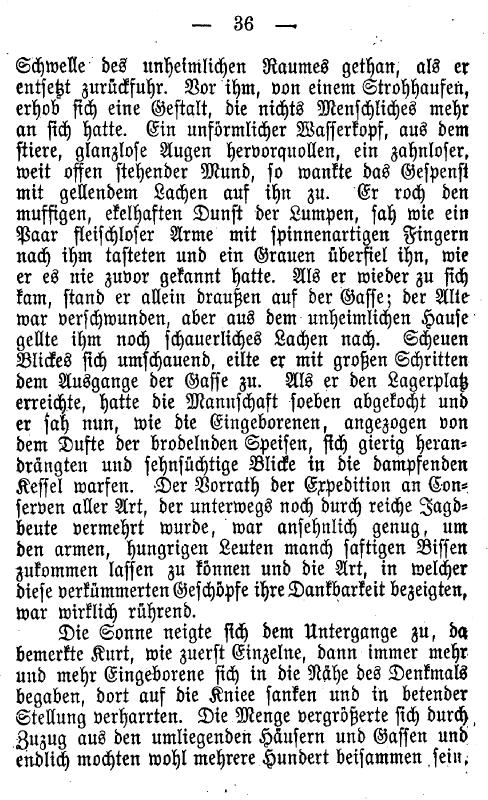 — 36 —
Schwelle des unheimlichen Raumes gethan, als er
entsetzt zurückfuhr. Vor ihm, von einem Strohhaufen,
erhob sich eine Gestalt, die nichts Menschliches mehr
an sich hatte. Ein unförmlicher Wasserkopf, aus dem
stiere, glanzlose Augen hervorquollen, ein zahnloser,
weit offen stehender Mund, so wankte das Gespenst
mit gellendem Lachen auf ihn zu. Er roch den
muffigen, ekelhaften Dunst der Lumpen, sah wie ein
Paar fleischloser Arme mit spinnenartigen Fingern
nach ihm tasteten und ein Grauen überfiel ihn, wie
er es nie zuvor gekannt hatte. Als er wieder zu sich
kam, stand er allein draußen auf der Gasse; der Alte
war verschwunden, aber aus dem unheimlichen Hause
gellte ihm noch schauerliches Lachen nach. Scheuen
Blickes sich umschauend, eilte er mit großen Schritten
dem Ausgange der Gasse zu. Als er den Lagerplatz
erreichte, hatte die Mannschaft soeben abgekocht und
er sah nun, wie die Eingeborenen, angezogen von
dem Dufte der brodelnden Speisen, sich gierig heran-
drängten und sehnsüchtige Blicke in die dampfenden
Kessel warfen. Der Vorrath der Expedition an Con-
serven aller Art, der unterwegs noch durch reiche Jagd-
beute vermehrt wurde, war ansehnlich genug, um
den armen, hungrigen Leuten manch saftigen Bissen
zukommen lassen zu können und die Art, in welcher
diese verkümmerten Geschöpfe ihre Dankbarkeit bezeigten,
war wirklich rührend.
Die Sonne neigte sich dem Untergange zu, da
bemerkte Kurt, wie zuerst Einzelne, dann immer mehr
und mehr Eingeborene sich in die Nähe des Denkmals
begaben, dort auf die Kniee sanken und in betender
Stellung verharrten. Die Menge vergrößerte sich durch
Zuzug aus den umliegenden Häusern und Gassen und
endlich mochten wohl mehrere Hundert beisammen sein,